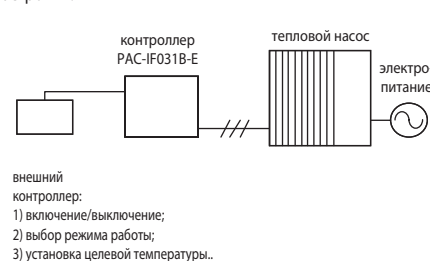 контроллер
PAC-IF031B-E
тепловой насос
электро
питание
внешний
контроллер:
1) включение/выключение;
2) выбор режима работы;
3) установка целевой температуры..